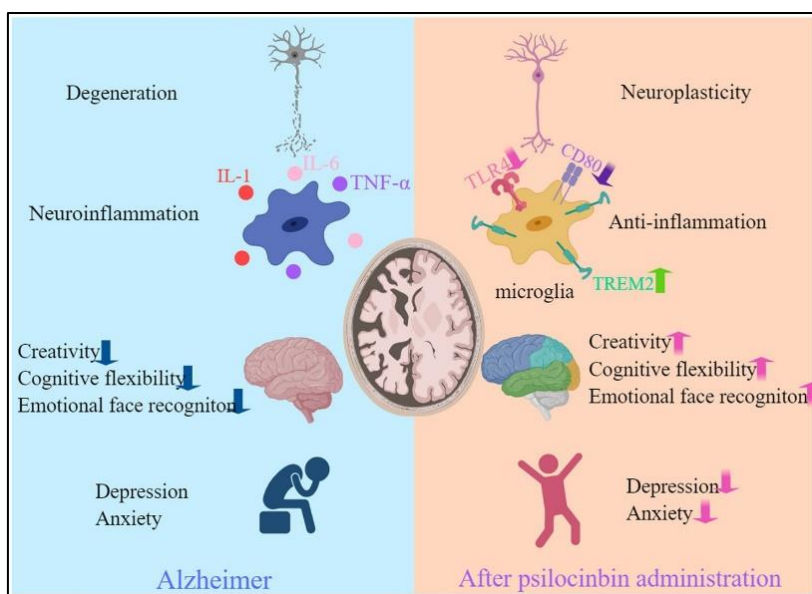 Degeneration
IL-1
IL-6
TNF-α
Neuroinflammation
Creativity
Cognitive flexibility
Emotional face recogniton
Depression
Anxiety
Alzheimer
Neuroplasticity
TLR4
CD80
Anti-inflammation
microglia
TREM2
Creativity
Cognitive flexibility
Emotional face recogniton
Depression
Anxiety
After psilocinbin administration